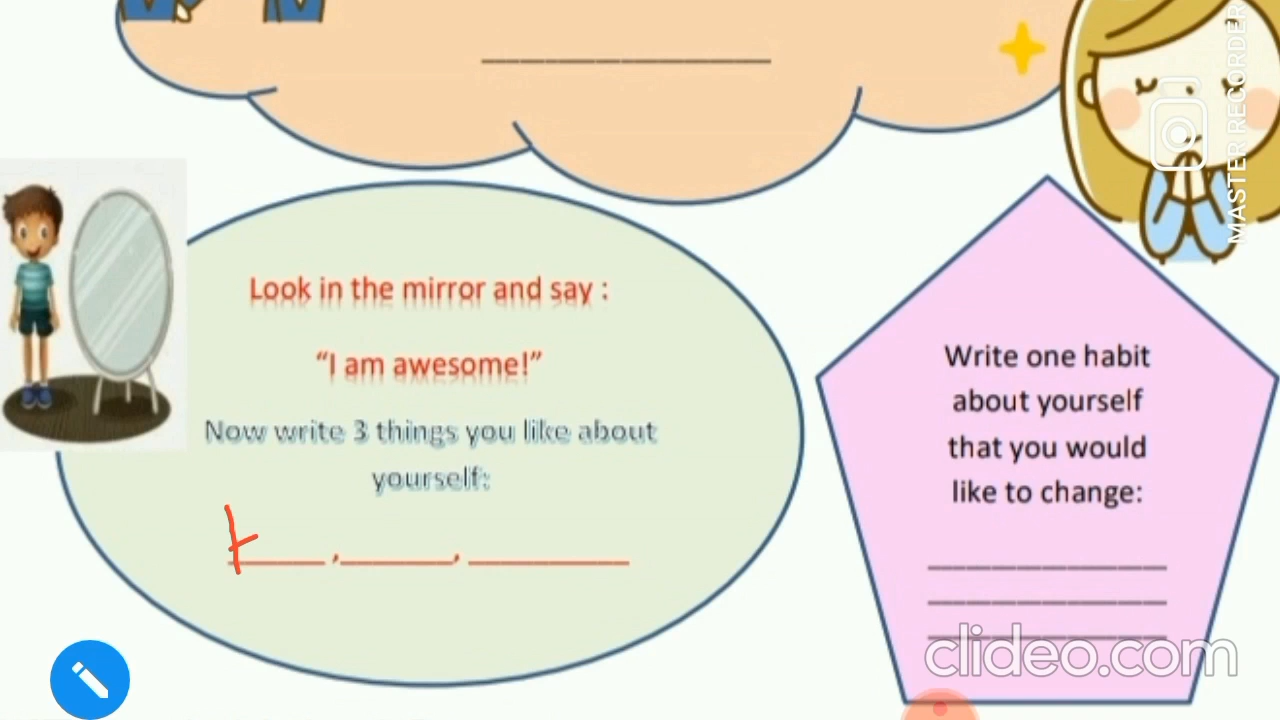 Look in the mirror and say :
“I am awesome!”
Now write 3 things you like about
yourself:
Write one habit
about yourself
that you would
like to change:
MASTER RECORDER
clideo.com